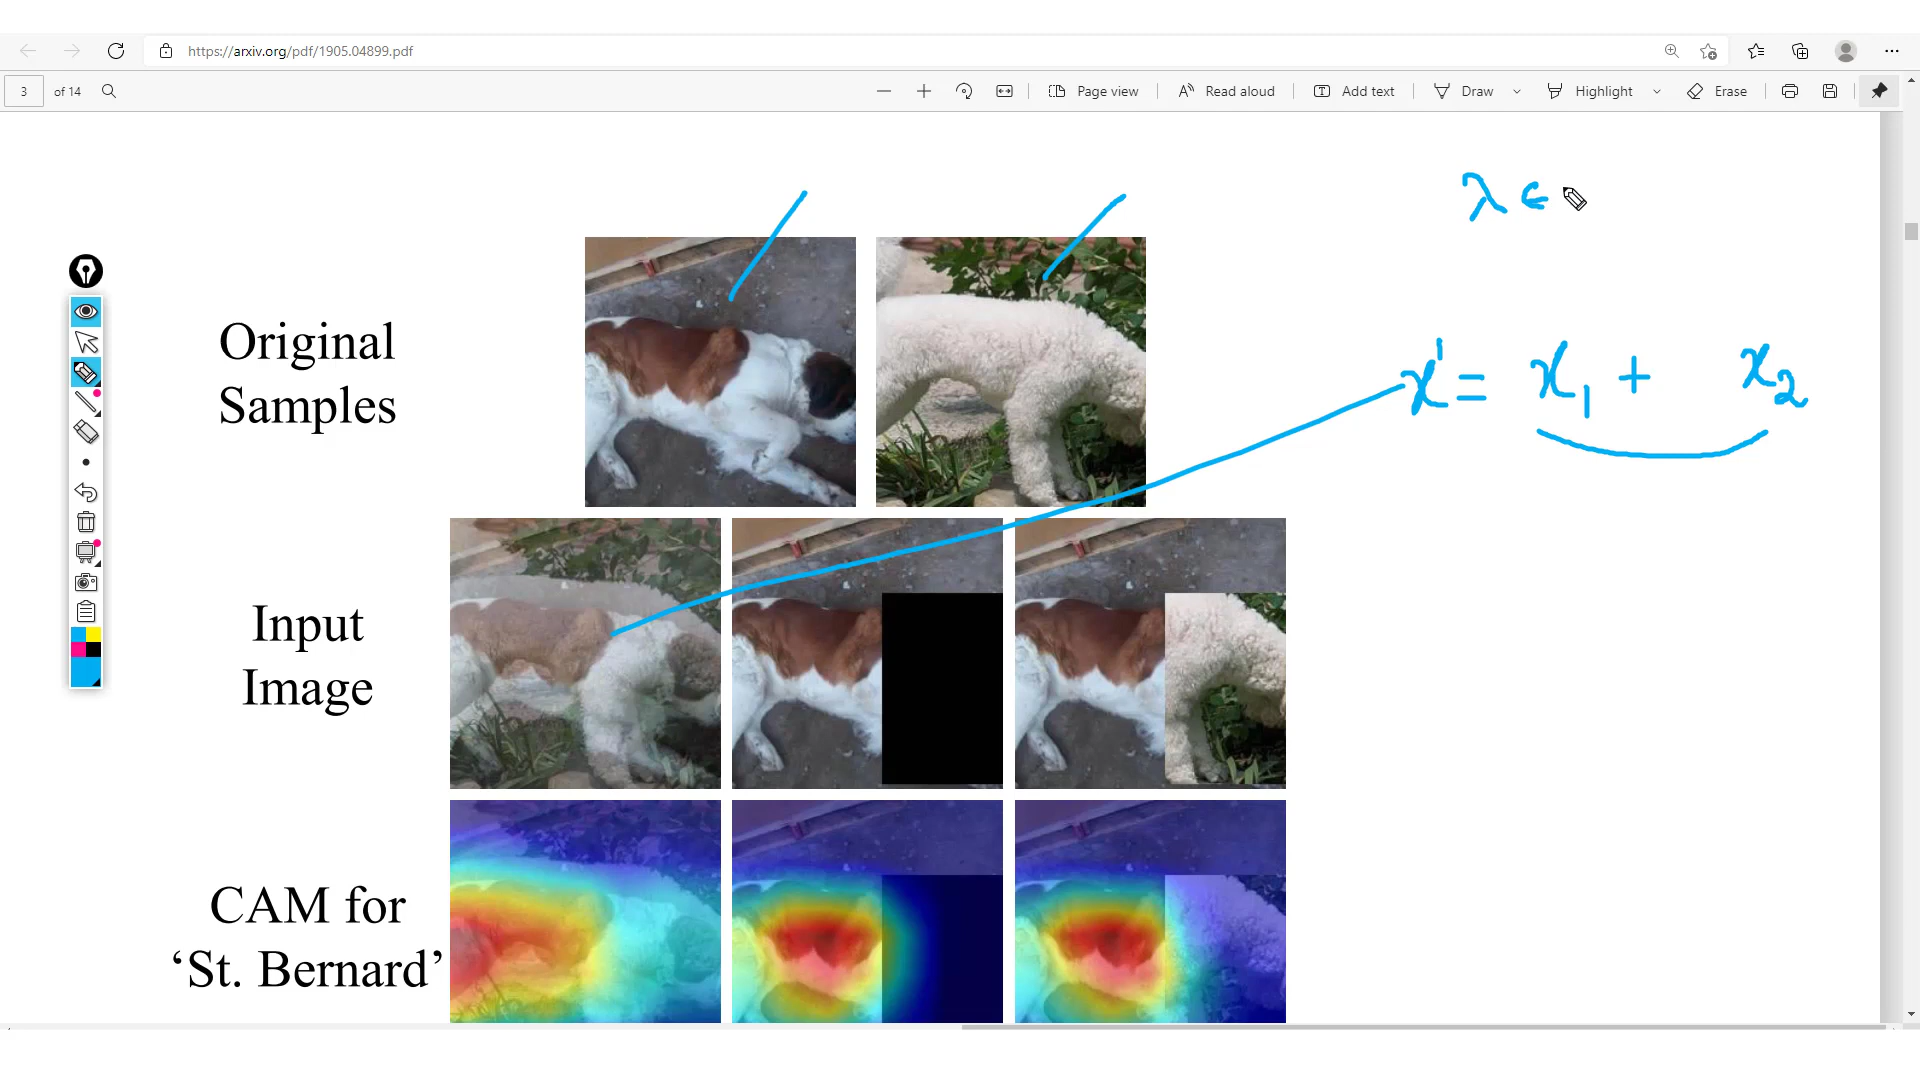 https://arxiv.org/pdf/1905.04899.pdf
3 of 14 Page view Read aloud Add text Draw Highlight Erase
λ ∈
Original
Samples
x' = x₁ + x₂
Input
Image
CAM for
‘St. Bernard’